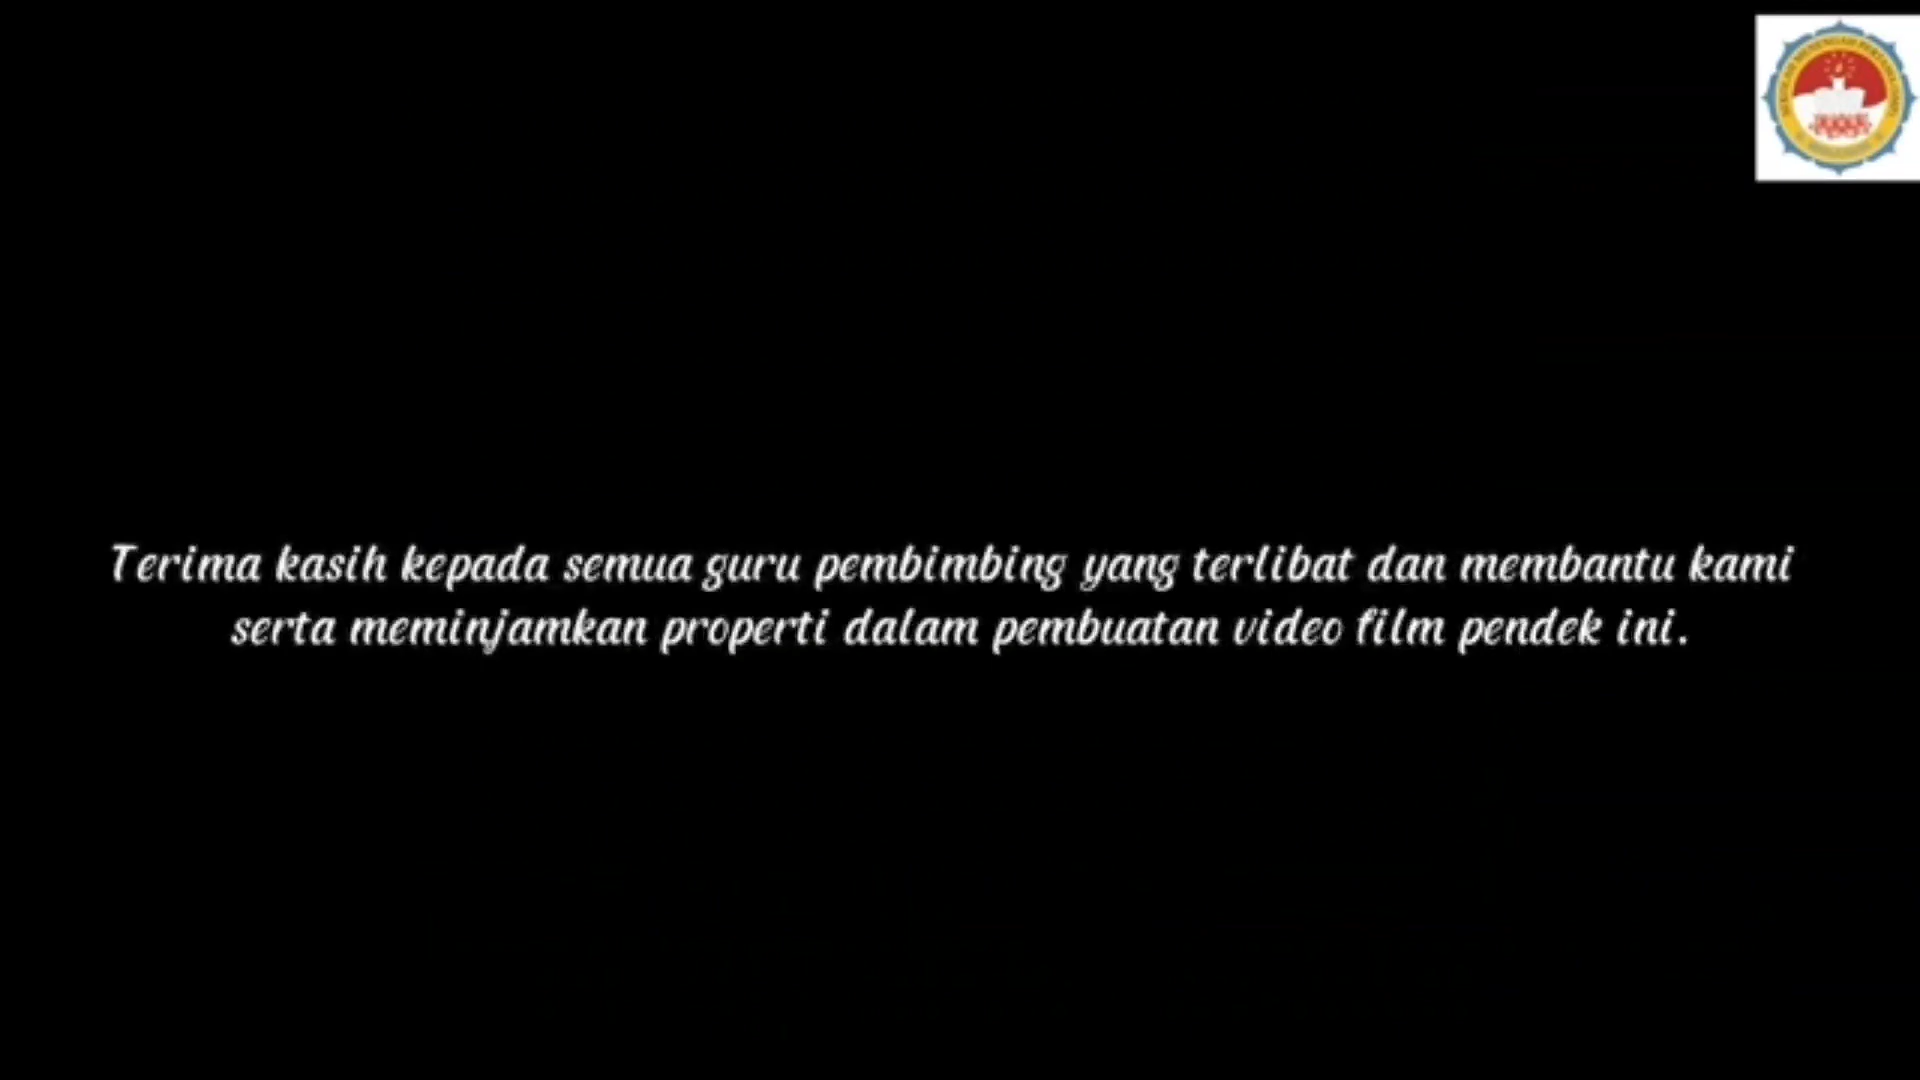 Terima kasih kepada semua guru pembimbing yang terlibat dan membantu kami
serta meminjamkan properti dalam pembuatan video film pendek ini.